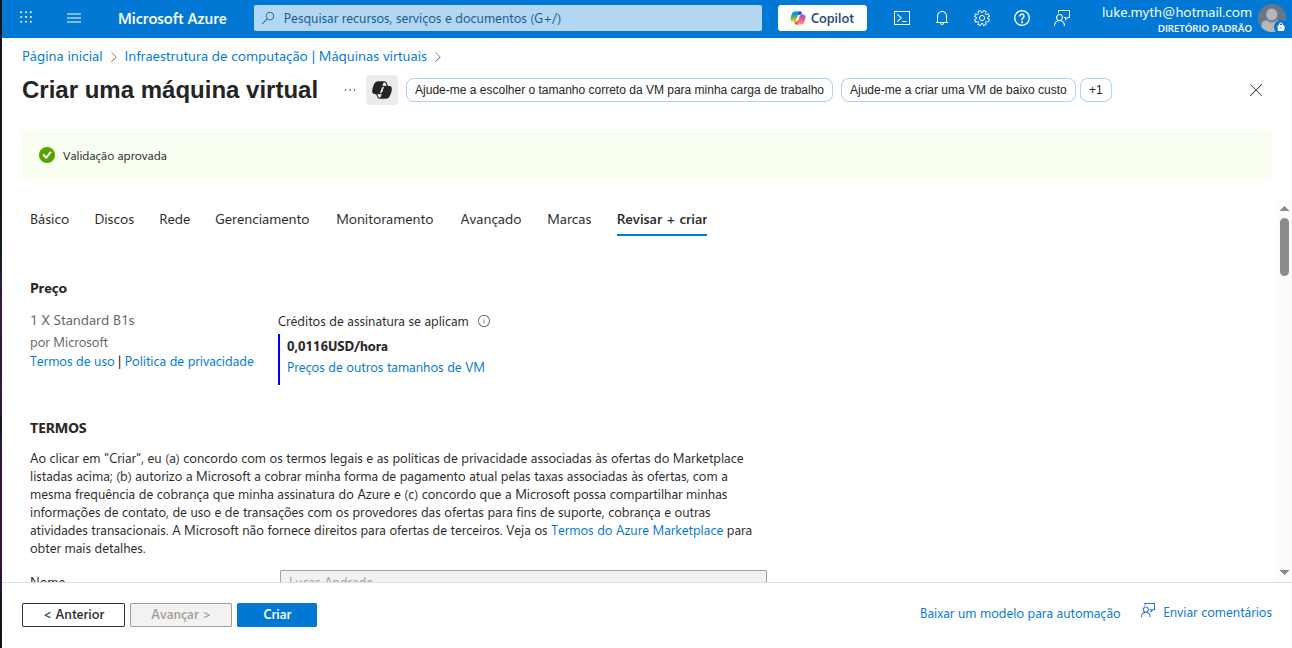 Microsoft Azure
Pesquisar recursos, serviços e documentos (G+/)
Copilot
luke.myth@hotmail.com
DIRETÓRIO PADRÃO
Página inicial > Infraestrutura de computação | Máquinas virtuais >
Criar uma máquina virtual
...
Ajude-me a escolher o tamanho correto da VM para minha carga de trabalho
Ajude-me a criar uma VM de baixo custo
+1
Validação aprovada
Básico Discos Rede Gerenciamento Monitoramento Avançado Marcas Revisar + criar
Preço
1 X Standard B1s
por Microsoft
Termos de uso | Política de privacidade
Créditos de assinatura se aplicam
0,0116USD/hora
Preços de outros tamanhos de VM
TERMOS
Ao clicar em "Criar", eu (a) concordo com os termos legais e as políticas de privacidade associadas às ofertas do Marketplace
listadas acima; (b) autorizo a Microsoft a cobrar minha forma de pagamento atual pelas taxas associadas às ofertas, com a
mesma frequência de cobrança que minha assinatura do Azure e (c) concordo que a Microsoft possa compartilhar minhas
informações de contato, de uso e de transações com os provedores das ofertas para fins de suporte, cobrança e outras
atividades transacionais. A Microsoft não fornece direitos para ofertas de terceiros. Veja os Termos do Azure Marketplace para
obter mais detalhes.
Nome
Lucas Andrade
< Anterior
Avançar >
Criar
Baixar um modelo para automação
Enviar comentários